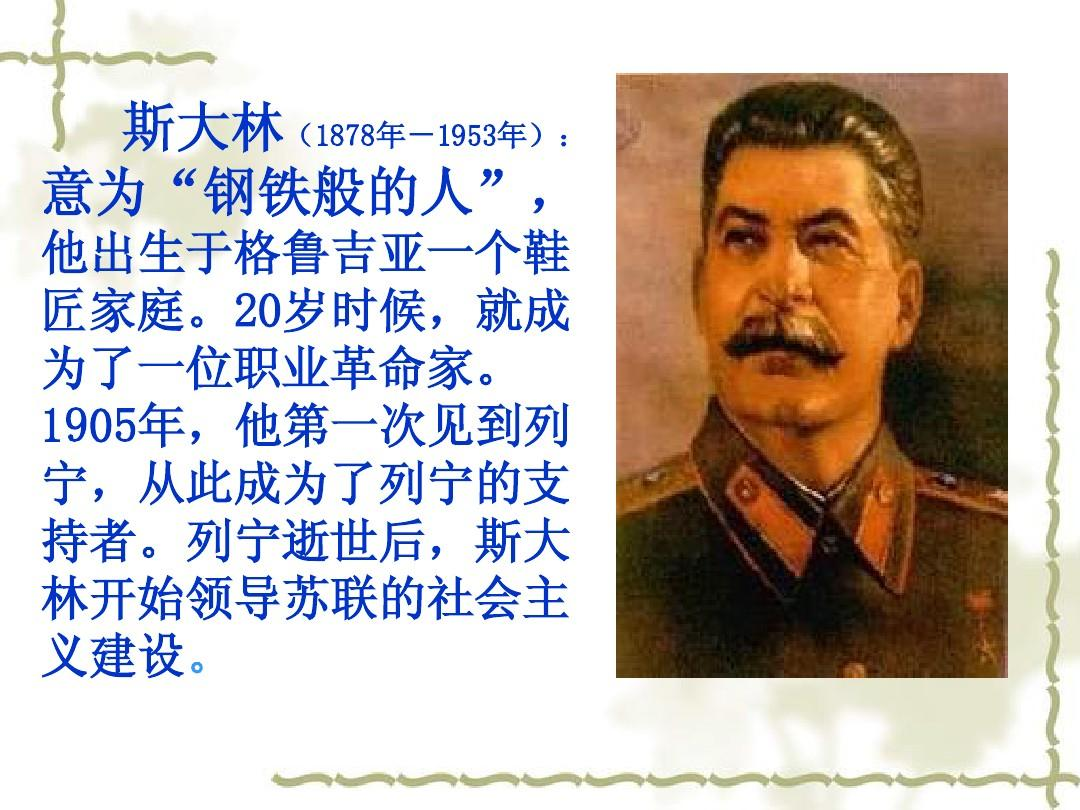 斯大林（1878年－1953年）：
意为“钢铁般的人”，
他出生于格鲁吉亚一个鞋
匠家庭。20岁时候，就成
为了一位职业革命家。
1905年，他第一次见到列
宁，从此成为了列宁的支
持者。列宁逝世后，斯大
林开始领导苏联的社会主
义建设。